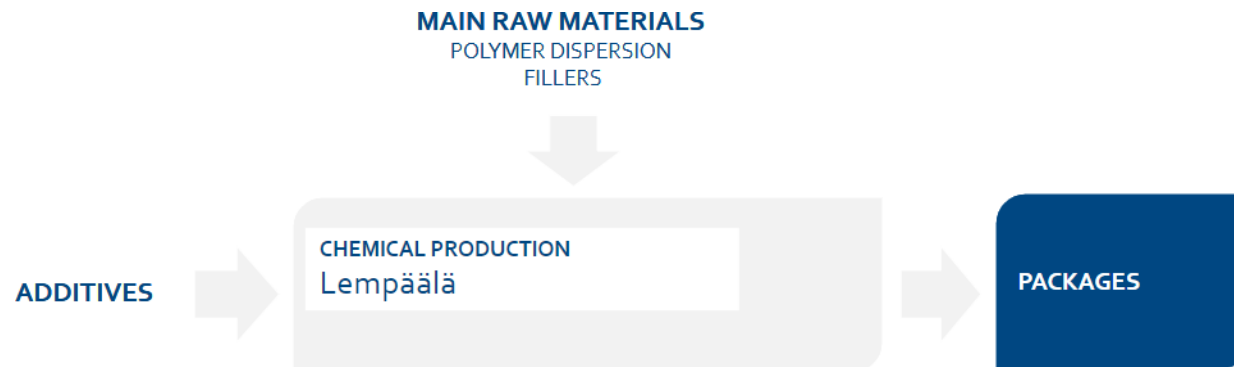 MAIN RAW MATERIALS
POLYMER DISPERSION
FILLERS
CHEMICAL PRODUCTION
Lempäälä
ADDITIVES
PACKAGES